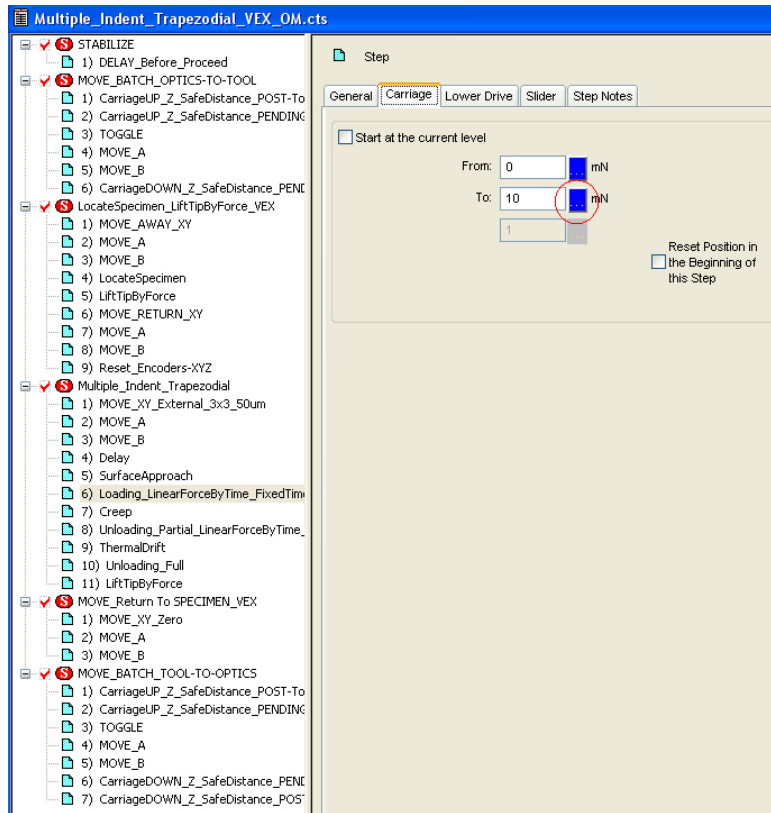 Multiple_Indent_Trapezodial_VEX_OM.cts
STABILIZE
1) DELAY_Before_Proceed
MOVE_BATCH_OPTICS-TO-TOOL
1) CarriageUP_Z_SafeDistance_POST-To
2) CarriageUP_Z_SafeDistance_PENDING
3) TOGGLE
4) MOVE_A
5) MOVE_B
6) CarriageDOWN_Z_SafeDistance_PEND
LocateSpecimen_LiftTipByForce_VEX
1) MOVE_AWAY_XY
2) MOVE_A
3) MOVE_B
4) LocateSpecimen
5) LiftTipByForce
6) MOVE_RETURN_XY
7) MOVE_A
8) MOVE_B
9) Reset_Encoders-XYZ
Multiple_Indent_Trapezodial
1) MOVE_XY_External_3x3_50um
2) MOVE_A
3) MOVE_B
4) Delay
5) SurfaceApproach
6) Loading_LinearForceByTime_FixedTime
7) Creep
8) Unloading_Partial_LinearForceByTime_
9) ThermalDrift
10) Unloading_Full
11) LiftTipByForce
MOVE_Return To SPECIMEN_VEX
1) MOVE_XY_Zero
2) MOVE_A
3) MOVE_B
MOVE_BATCH_TOOL-TO-OPTICS
1) CarriageUP_Z_SafeDistance_POST-To
2) CarriageUP_Z_SafeDistance_PENDING
3) TOGGLE
4) MOVE_A
5) MOVE_B
6) CarriageDOWN_Z_SafeDistance_PEND
7) CarriageDOWN_Z_SafeDistance_POS
Step
General Carriage Lower Drive Slider Step Notes
Start at the current level
From: 0 ... mN
To: 10 ... mN
1 ...
Reset Position in
the Beginning of
this Step